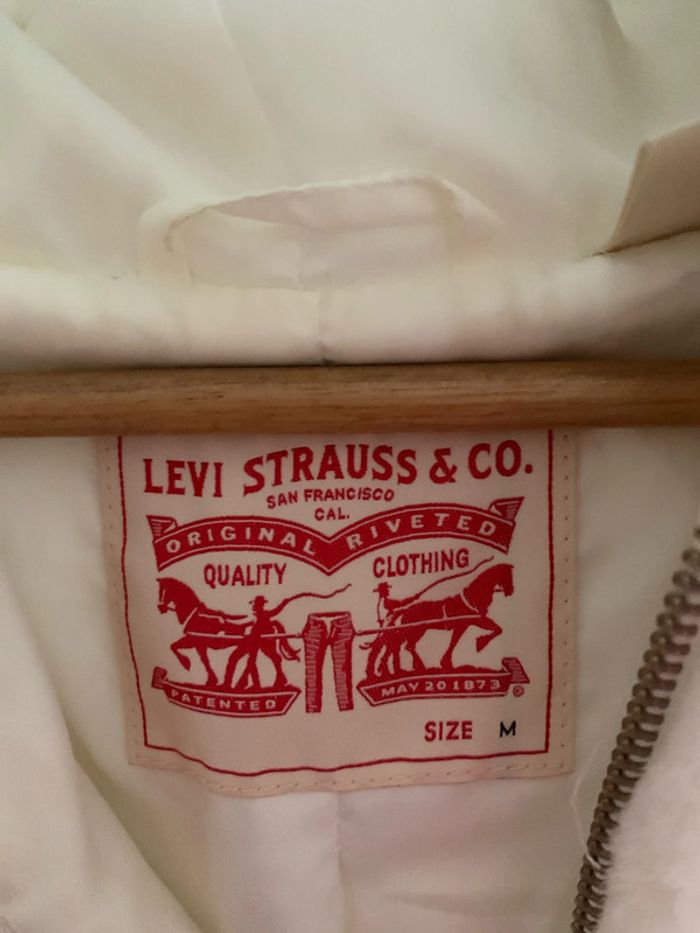 LEVI STRAUSS & CO.
SAN FRANCISCO
CAL.
ORIGINAL RIVETED
QUALITY CLOTHING
PATENTED MAY 20 1873 ®
SIZE M